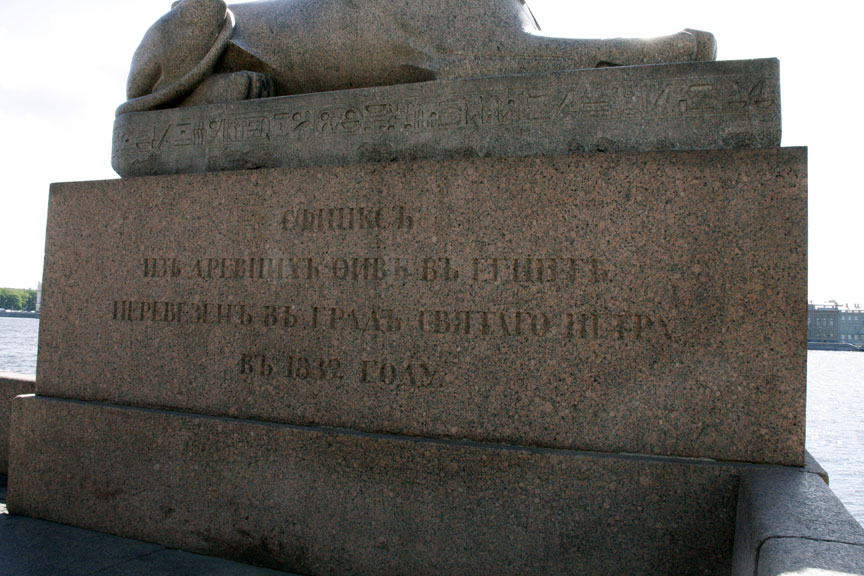 СФИНКСЪ
ИЗЪ ДРЕВНИХЪ ѲИВЪ ВЪ ЕГИПТѢ
ПЕРЕВЕЗЕНЪ ВЪ ГРАДЪ СВЯТАГО ПЕТРА
ВЪ 1832 ГОДУ.